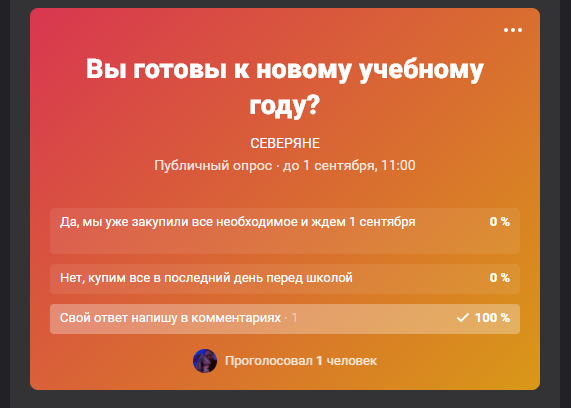 Вы готовы к новому учебному
году?
СЕВЕРЯНЕ
Публичный опрос · до 1 сентября, 11:00
Да, мы уже закупили все необходимое и ждем 1 сентября 0 %
Нет, купим все в последний день перед школой 0 %
Свой ответ напишу в комментариях · 1 100 %
Проголосовал 1 человек